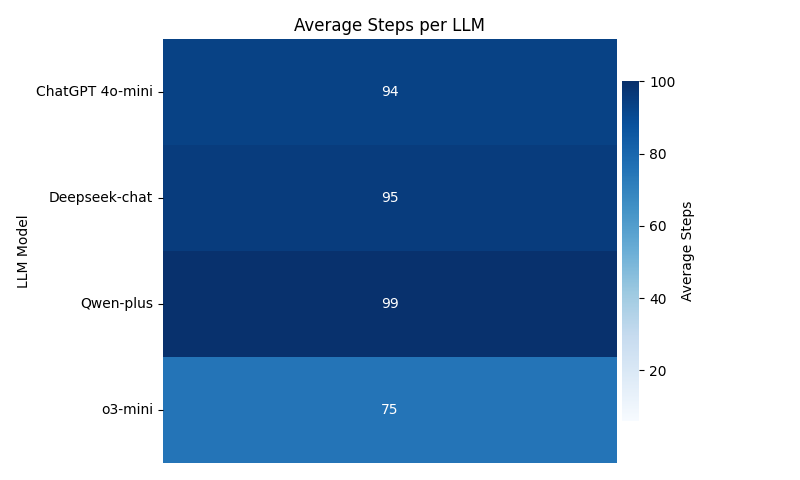 Average Steps per LLM
LLM Model
ChatGPT 4o-mini
94
Deepseek-chat
95
Qwen-plus
99
o3-mini
75
100
80
60
40
20
Average Steps